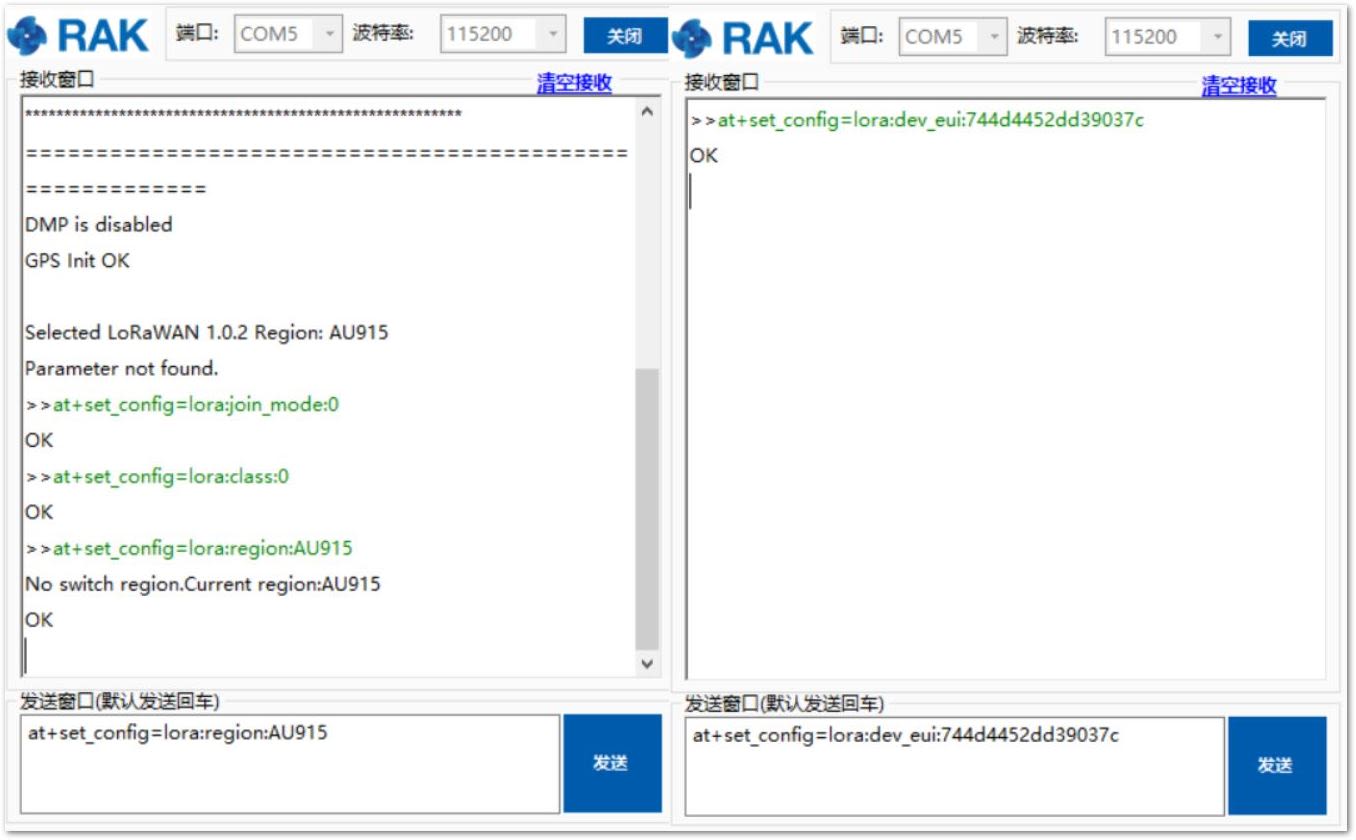 RAK 端口: COM5 波特率: 115200 关闭
接收窗口 清空接收
********************************************************
===========================================
=============
DMP is disabled
GPS Init OK
Selected LoRaWAN 1.0.2 Region: AU915
Parameter not found.
>>at+set_config=lora:join_mode:0
OK
>>at+set_config=lora:class:0
OK
>>at+set_config=lora:region:AU915
No switch region.Current region:AU915
OK
发送窗口(默认发送回车)
at+set_config=lora:region:AU915
发送
RAK 端口: COM5 波特率: 115200 关闭
接收窗口 清空接收
>>at+set_config=lora:dev_eui:744d4452dd39037c
OK
发送窗口(默认发送回车)
at+set_config=lora:dev_eui:744d4452dd39037c
发送